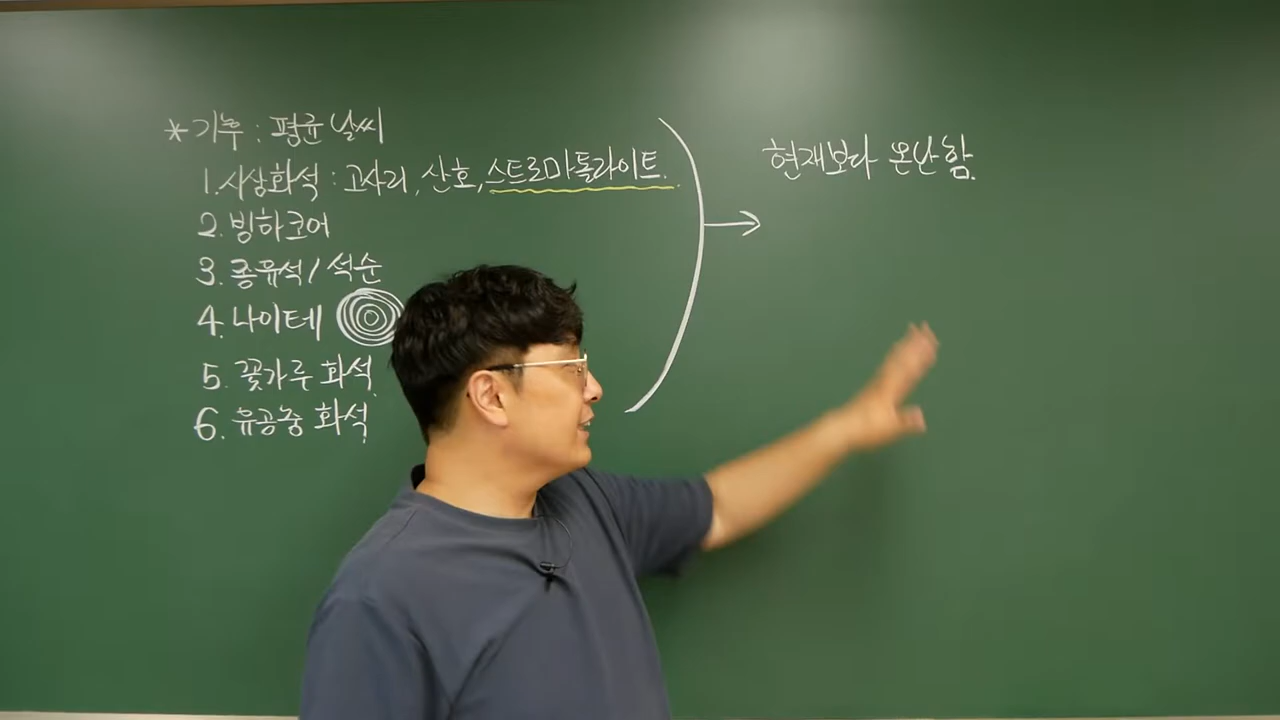 *기후 : 평균 날씨
1. 시상화석 : 고사리, 산호, 스트로마톨라이트.
2. 빙하코어
3. 종유석 / 석순
4. 나이테
5. 꽃가루 화석.
6. 유공충 화석.
현재보다 온난함.